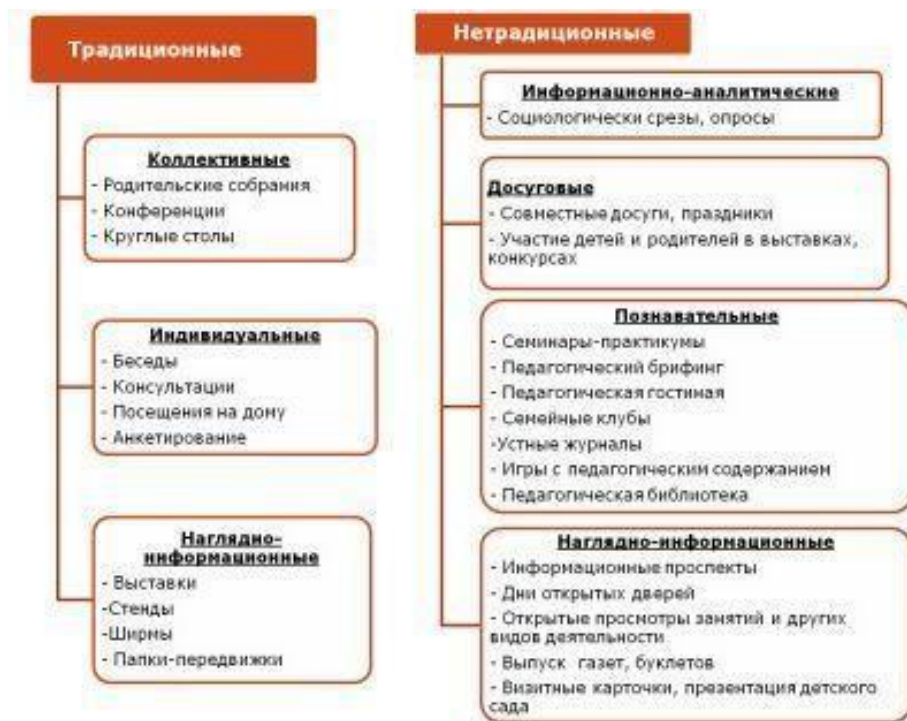 Традиционные
Коллективные
- Родительские собрания
- Конференции
- Круглые столы
Индивидуальные
- Беседы
- Консультации
- Посещения на дому
- Анкетирование
Наглядно-
информационные
- Выставки
-Стенды
-Ширмы
- Папки-передвижки
Нетрадиционные
Информационно-аналитические
- Социологически срезы, опросы
Досуговые
- Совместные досуги, праздники
- Участие детей и родителей в выставках,
конкурсах
Познавательные
- Семинары-практикумы
- Педагогический брифинг
- Педагогическая гостиная
- Семейные клубы
-Устные журналы
- Игры с педагогическим содержанием
- Педагогическая библиотека
Наглядно-информационные
- Информационные проспекты
- Дни открытых дверей
- Открытые просмотры занятий и других
видов деятельности
- Выпуск газет, буклетов
- Визитные карточки, презентация детского
сада